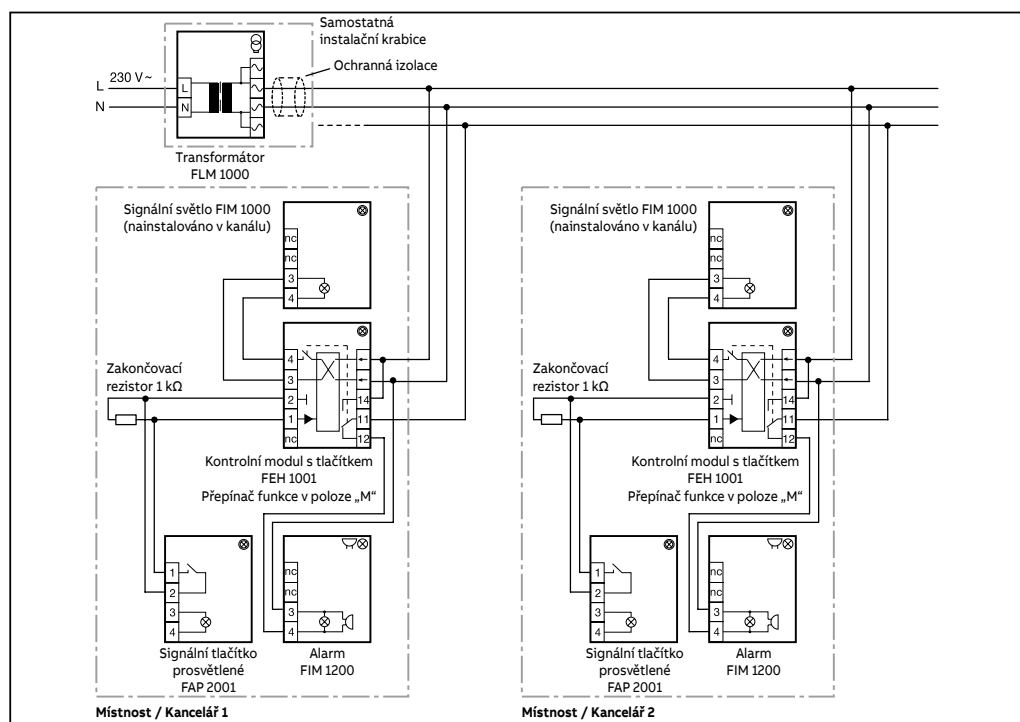 Samostatná
instalační krabice
Ochranná izolace
L 230 V~
N
L
N
Transformátor
FLM 1000
Signální světlo FIM 1000
(nainstalováno v kanálu)
nc
nc
3
4
Zakončovací
rezistor 1 kΩ
4
3
2
1
nc
14
11
12
Kontrolní modul s tlačítkem
FEH 1001
Přepínač funkce v poloze „M“
1
2
3
4
Signální tlačítko
prosvětlené
FAP 2001
nc
nc
3
4
Alarm
FIM 1200
Místnost / Kancelář 1
Signální světlo FIM 1000
(nainstalováno v kanálu)
nc
nc
3
4
Zakončovací
rezistor 1 kΩ
4
3
2
1
nc
14
11
12
Kontrolní modul s tlačítkem
FEH 1001
Přepínač funkce v poloze „M“
1
2
3
4
Signální tlačítko
prosvětlené
FAP 2001
nc
nc
3
4
Alarm
FIM 1200
Místnost / Kancelář 2